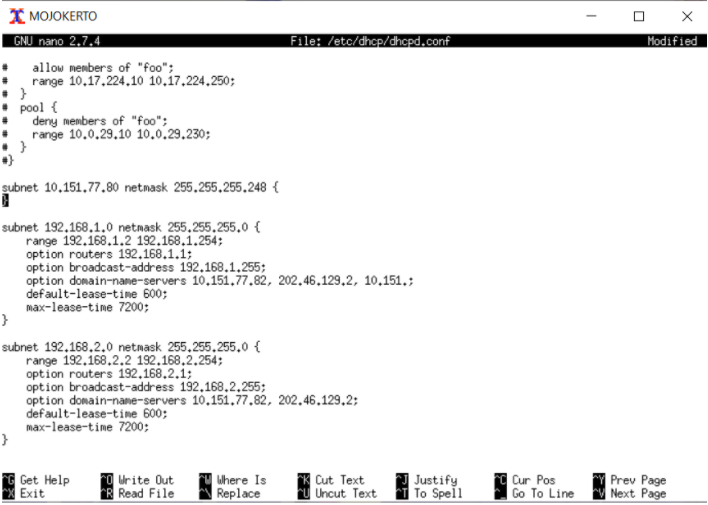 MOJOKERTO
GNU nano 2.7.4 File: /etc/dhcp/dhcpd.conf Modified
#    allow members of "foo";
#    range 10.17.224.10 10.17.224.250;
#  }
#  pool {
#    deny members of "foo";
#    range 10.0.29.10 10.0.29.230;
#  }
#}
subnet 10.151.77.80 netmask 255.255.255.248 {
}
subnet 192.168.1.0 netmask 255.255.255.0 {
    range 192.168.1.2 192.168.1.254;
    option routers 192.168.1.1;
    option broadcast-address 192.168.1.255;
    option domain-name-servers 10.151.77.82, 202.46.129.2, 10.151.;
    default-lease-time 600;
    max-lease-time 7200;
}
subnet 192.168.2.0 netmask 255.255.255.0 {
    range 192.168.2.2 192.168.2.254;
    option routers 192.168.2.1;
    option broadcast-address 192.168.2.255;
    option domain-name-servers 10.151.77.82, 202.46.129.2;
    default-lease-time 600;
    max-lease-time 7200;
}
^G Get Help ^O Write Out ^W Where Is ^K Cut Text ^J Justify ^C Cur Pos ^Y Prev Page
^X Exit ^R Read File ^\ Replace ^U Uncut Text ^T To Spell ^_ Go To Line ^V Next Page